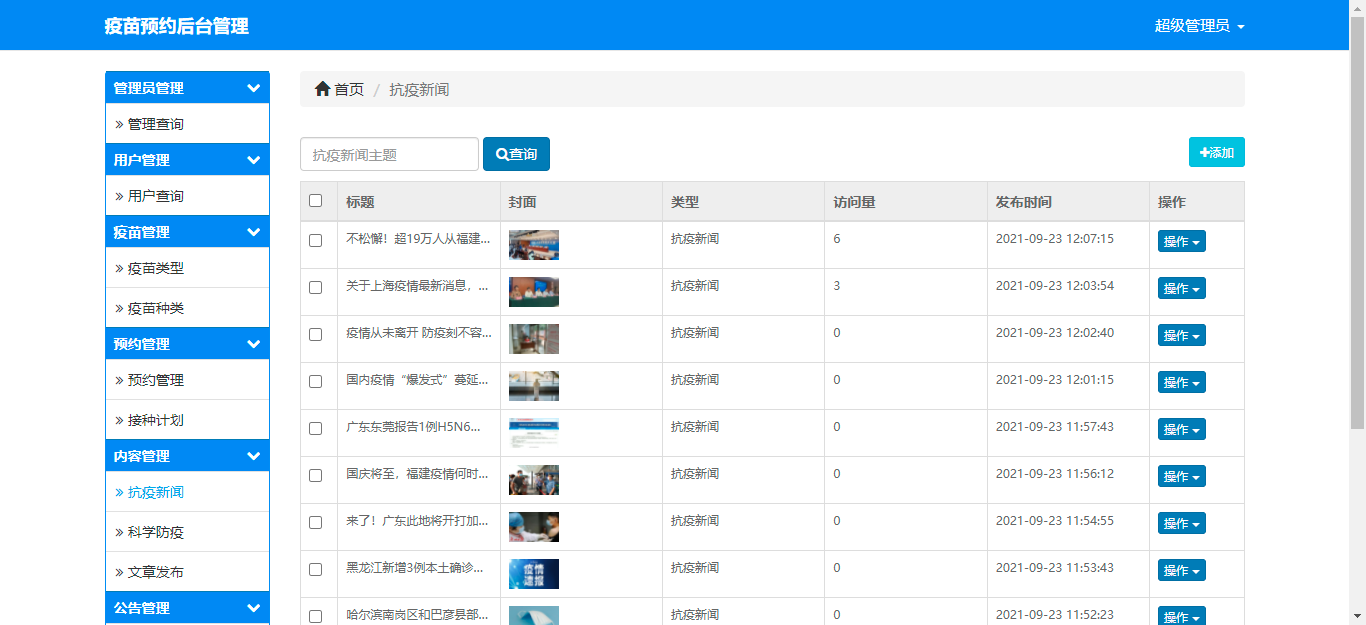 疫苗预约后台管理
超级管理员
管理员管理
管理查询
用户管理
用户查询
疫苗管理
疫苗类型
疫苗种类
预约管理
预约管理
接种计划
内容管理
抗疫新闻
科学防疫
文章发布
公告管理
首页 / 抗疫新闻
抗疫新闻主题 查询 添加
标题 封面 类型 访问量 发布时间 操作
不松懈！超19万人从福建... 抗疫新闻 6 2021-09-23 12:07:15 操作
关于上海疫情最新消息，... 抗疫新闻 3 2021-09-23 12:03:54 操作
疫情从未离开 防疫刻不容... 抗疫新闻 0 2021-09-23 12:02:40 操作
国内疫情“爆发式”蔓延... 抗疫新闻 0 2021-09-23 12:01:15 操作
广东东莞报告1例H5N6... 抗疫新闻 0 2021-09-23 11:57:43 操作
国庆将至，福建疫情何时... 抗疫新闻 0 2021-09-23 11:56:12 操作
来了！广东此地将开打加... 抗疫新闻 0 2021-09-23 11:54:55 操作
黑龙江新增3例本土确诊... 疫情速报 抗疫新闻 0 2021-09-23 11:53:43 操作
哈尔滨南岗区和巴彦县部... 抗疫新闻 0 2021-09-23 11:52:23 操作